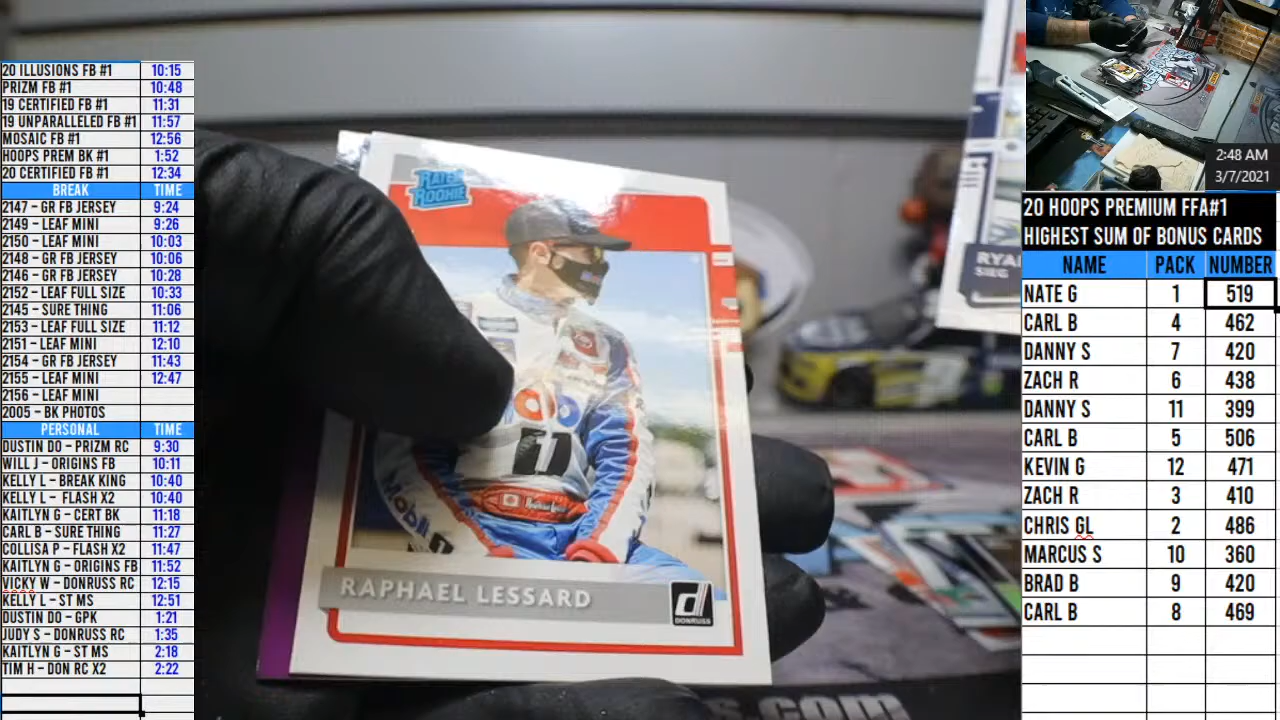 20 ILLUSIONS FB #1 10:15
PRIZM FB #1 10:48
19 CERTIFIED FB #1 11:31
19 UNPARALLELED FB #1 11:57
MOSAIC FB #1 12:56
HOOPS PREM BK #1 1:52
20 CERTIFIED FB #1 12:34
BREAK TIME
2147 - GR FB JERSEY 9:24
2149 - LEAF MINI 9:26
2150 - LEAF MINI 10:03
2148 - GR FB JERSEY 10:06
2146 - GR FB JERSEY 10:28
2152 - LEAF FULL SIZE 10:33
2145 - SURE THING 11:06
2153 - LEAF FULL SIZE 11:12
2151 - LEAF MINI 12:10
2154 - GR FB JERSEY 11:43
2155 - LEAF MINI 12:47
2156 - LEAF MINI
2005 - BK PHOTOS
PERSONAL TIME
DUSTIN DO - PRIZM RC 9:30
WILL J - ORIGINS FB 10:11
KELLY L - BREAK KING 10:40
KELLY L - FLASH X2 10:40
KAITLYN G - CERT BK 11:18
CARL B - SURE THING 11:27
COLLISA P - FLASH X2 11:47
KAITLYN G - ORIGINS FB 11:52
VICKY W - DONRUSS RC 12:15
KELLY L - ST MS 12:51
DUSTIN DO - GPK 1:21
JUDY S - DONRUSS RC 1:35
KAITLYN G - ST MS 2:18
TIM H - DON RC X2 2:22
RATED ROOKIE
RAPHAEL LESSARD
d
DONRUSS
RYAN
SIEG
s.com
2:48 AM
3/7/2021
20 HOOPS PREMIUM FFA#1
HIGHEST SUM OF BONUS CARDS
NAME PACK NUMBER
NATE G 1 519
CARL B 4 462
DANNY S 7 420
ZACH R 6 438
DANNY S 11 399
CARL B 5 506
KEVIN G 12 471
ZACH R 3 410
CHRIS GL 2 486
MARCUS S 10 360
BRAD B 9 420
CARL B 8 469